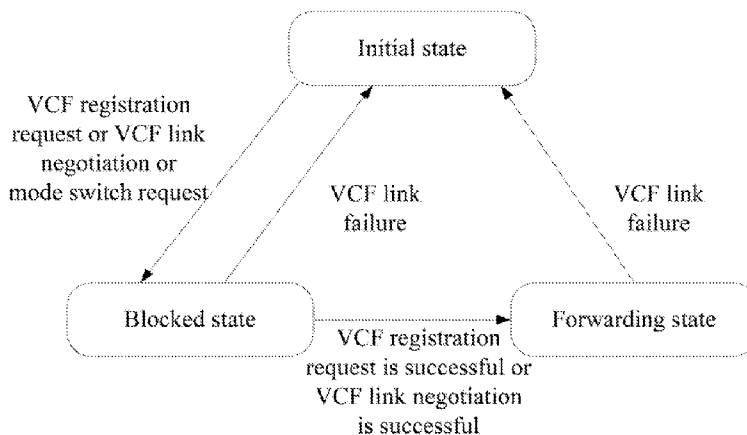 Initial state
VCF registration
request or VCF link
negotiation or
mode switch request
VCF link
failure
VCF link
failure
Blocked state
Forwarding state
VCF registration
request is successful or
VCF link negotiation
is successful